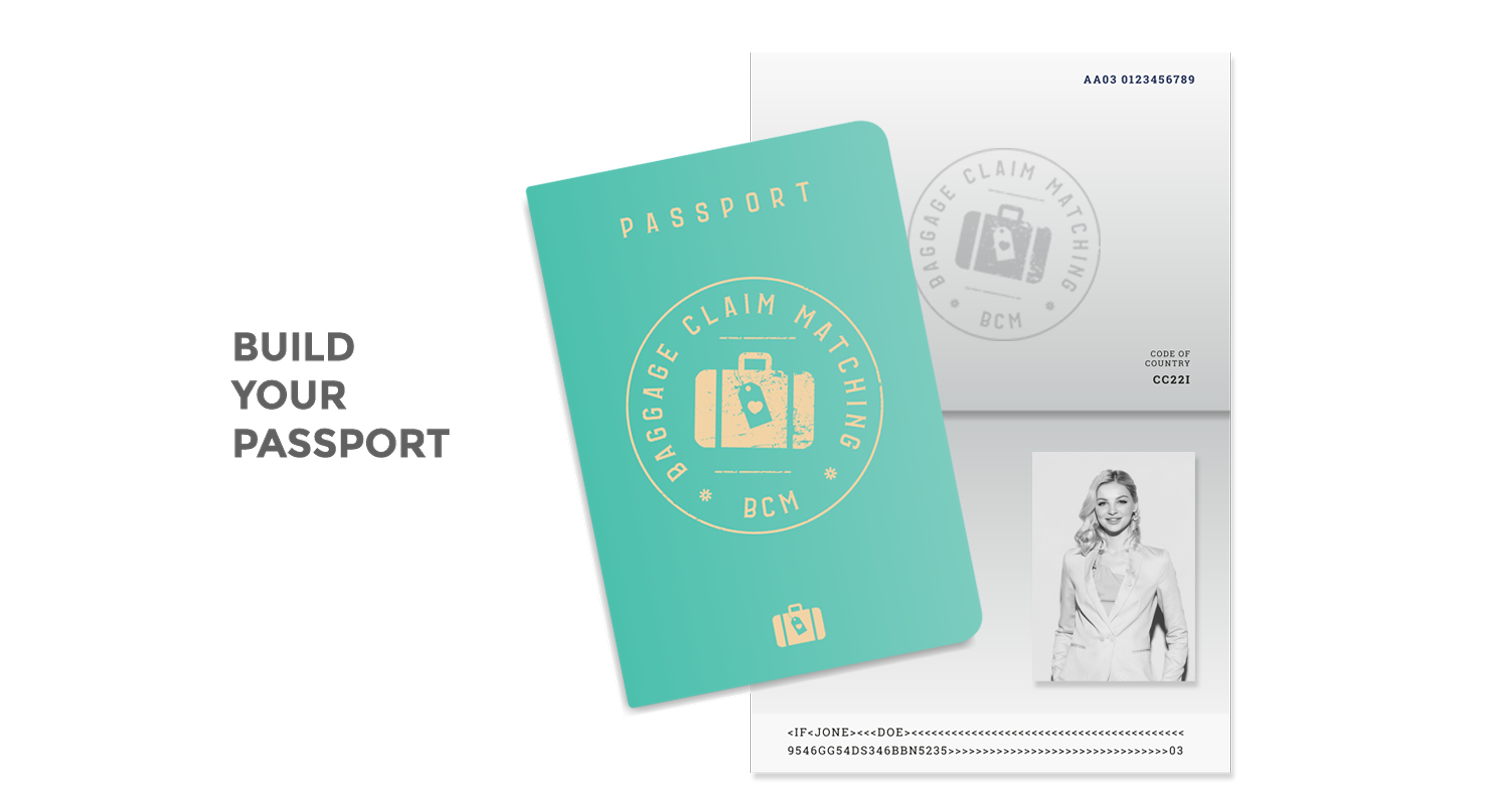 BUILD
YOUR
PASSPORT
PASSPORT
BAGGAGE CLAIM MATCHING
BCM
AA03 0123456789
BAGGAGE CLAIM MATCHING
BCM
CODE OF
COUNTRY
CC22I
<IF<JONE><<<DOE><<<<<<<<<<<<<<<<<<<<<<<<<<<<<<<<<<<<<<<<<
9546GG54DS346BBN5235>>>>>>>>>>>>>>>>>>>>>>>>>>>>>>>>03